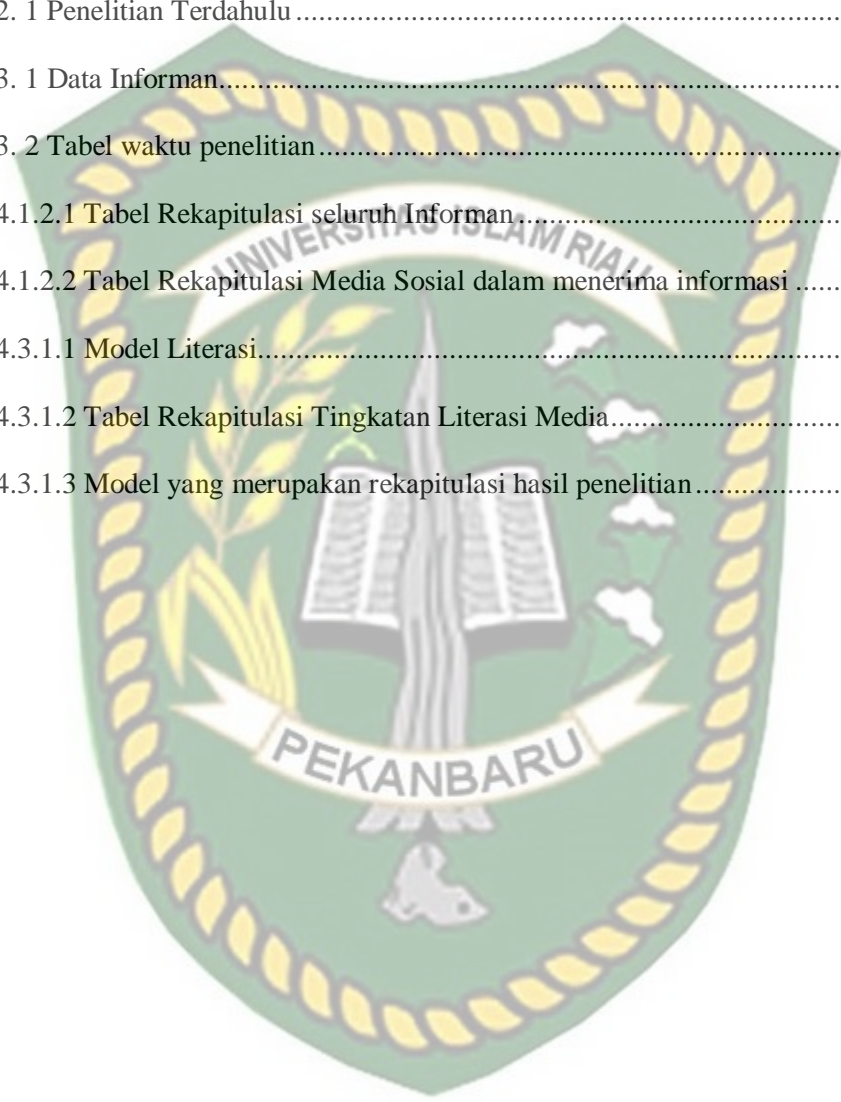 2. 1 Penelitian Terdahulu ........................................................................
3. 1 Data Informan..................................................................................
3. 2 Tabel waktu penelitian.....................................................................
4.1.2.1 Tabel Rekapitulasi seluruh Informan...........................................
4.1.2.2 Tabel Rekapitulasi Media Sosial dalam menerima informasi ......
4.3.1.1 Model Literasi..............................................................................
4.3.1.2 Tabel Rekapitulasi Tingkatan Literasi Media...............................
4.3.1.3 Model yang merupakan rekapitulasi hasil penelitian...................
UNIVERSITAS ISLAM RIAU
PEKANBARU